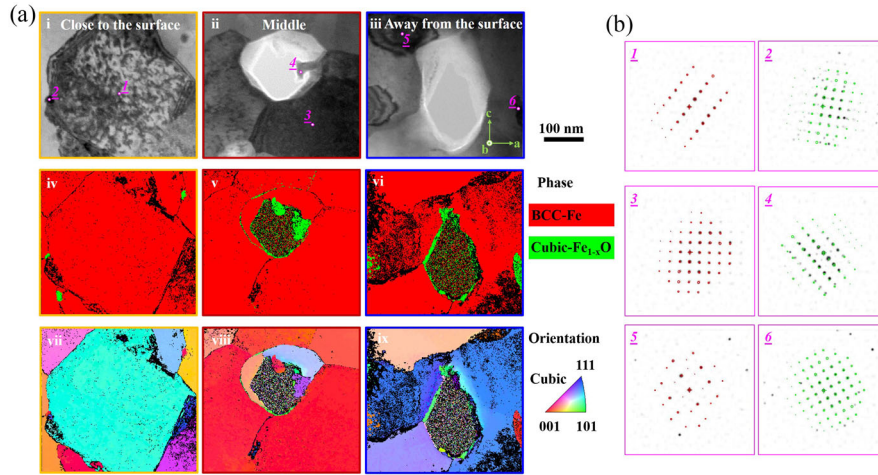 (a)
i Close to the surface
ii Middle
iii Away from the surface
1
2
3
4
5
6
c
b
a
100 nm
iv
v
vi
Phase
BCC-Fe
Cubic-Fe1-xO
vii
viii
ix
Orientation
Cubic
111
001
101
(b)
1
2
3
4
5
6